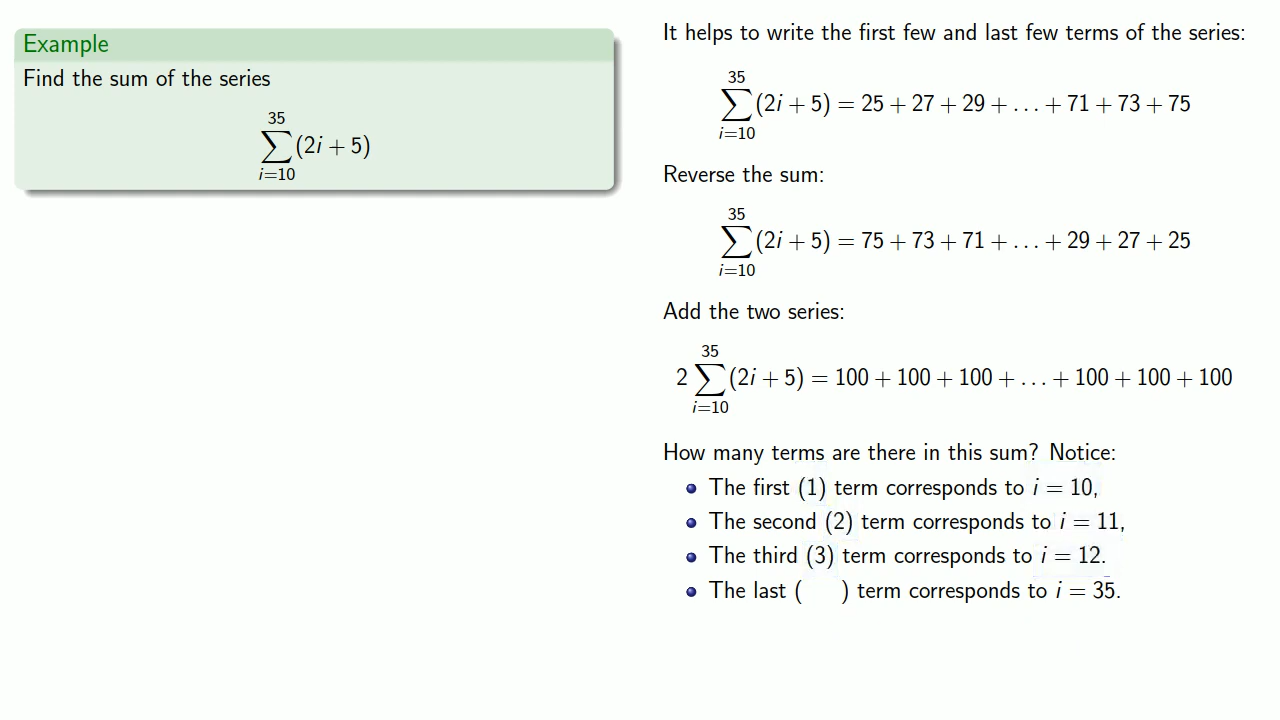 Example
Find the sum of the series
35
∑(2i + 5)
i=10
It helps to write the first few and last few terms of the series:
35
∑(2i + 5) = 25 + 27 + 29 + … + 71 + 73 + 75
i=10
Reverse the sum:
35
∑(2i + 5) = 75 + 73 + 71 + … + 29 + 27 + 25
i=10
Add the two series:
35
2∑(2i + 5) = 100 + 100 + 100 + … + 100 + 100 + 100
i=10
How many terms are there in this sum? Notice:
The first (1) term corresponds to i = 10,
The second (2) term corresponds to i = 11,
The third (3) term corresponds to i = 12.
The last ( ) term corresponds to i = 35.